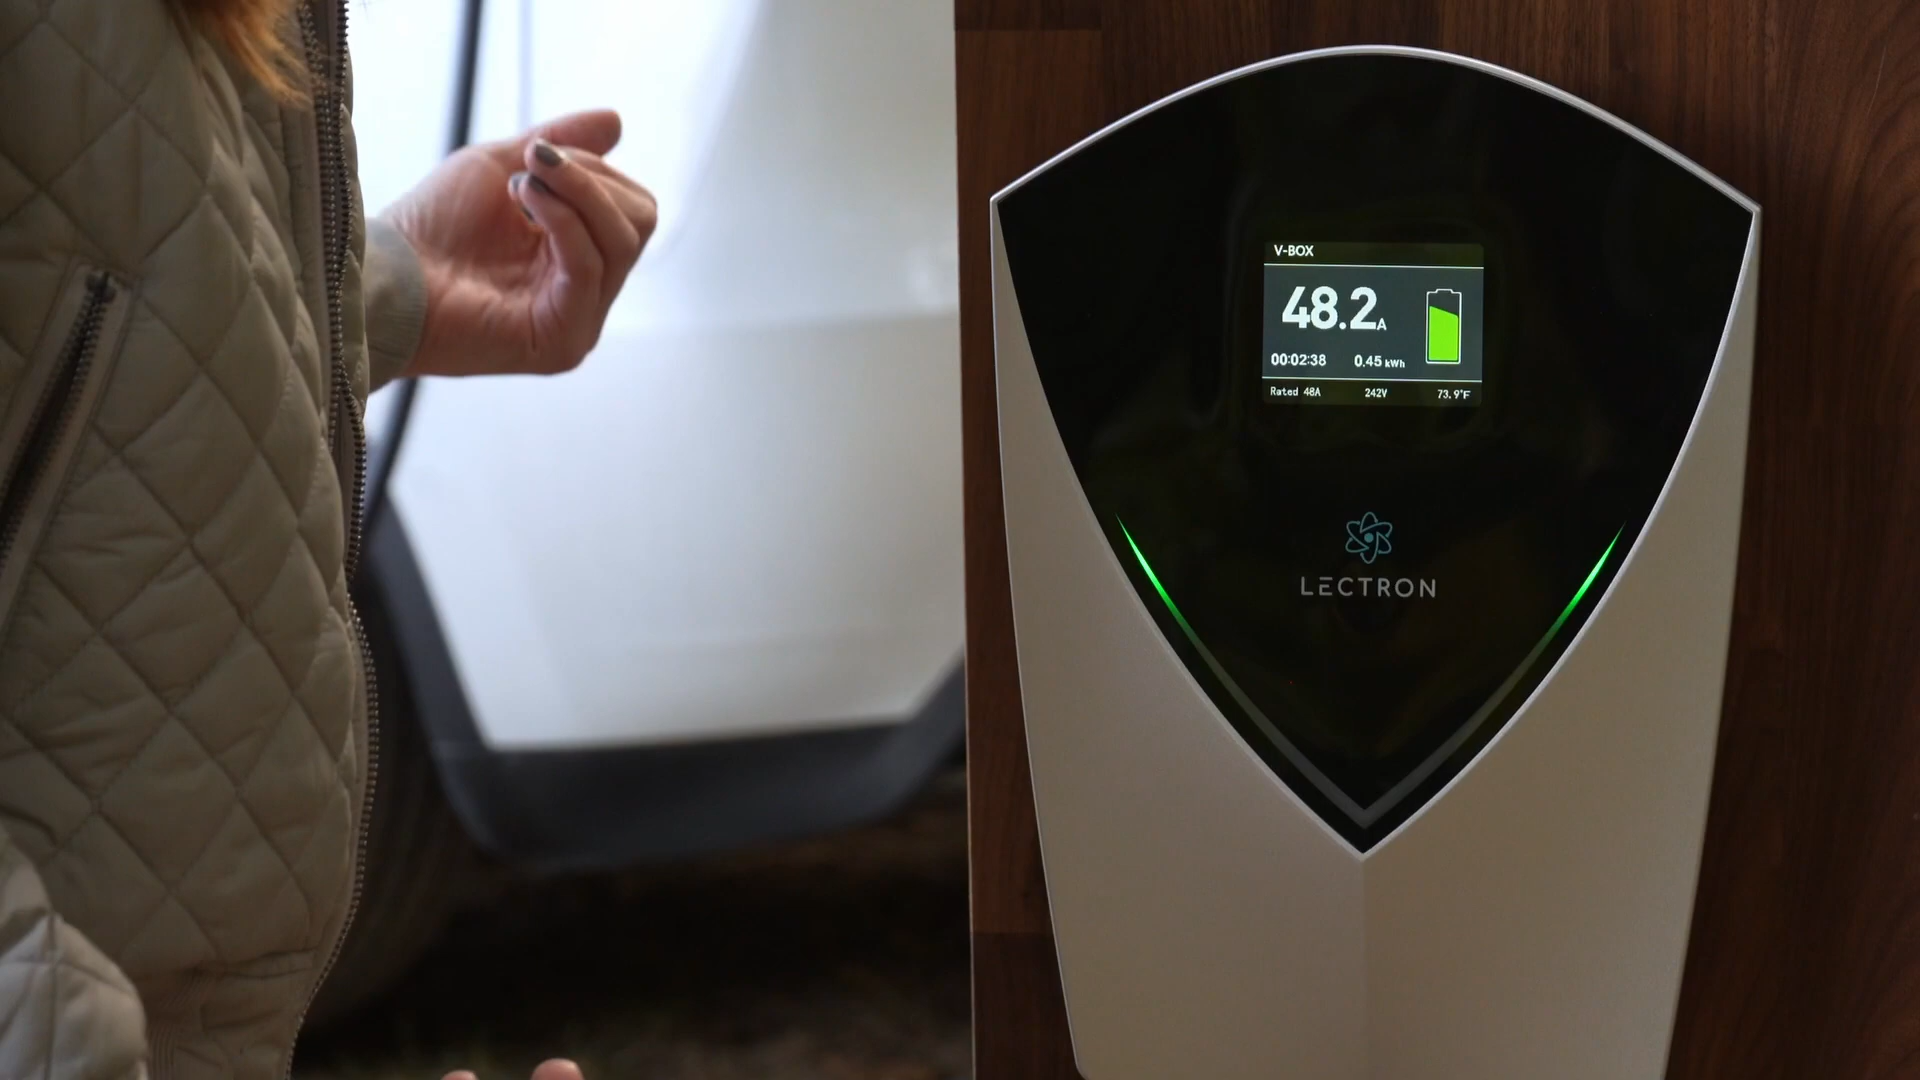 V-BOX
48.2A
00:02:38 0.45 kWh
Rated 48A 242V 73.9°F
LECTRON